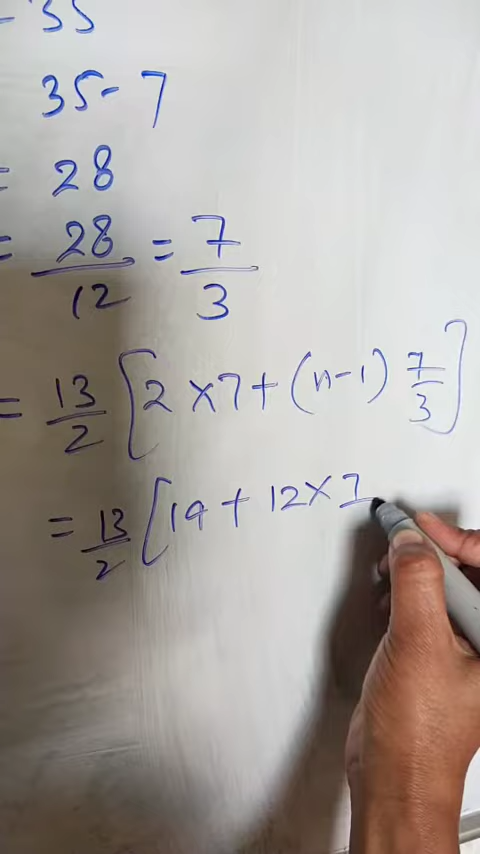 - 35
35 - 7
= 28
= 28/12 = 7/3
= 13/2 [2 × 7 + (n - 1) 7/3]
= 13/2 [14 + 12 × 7